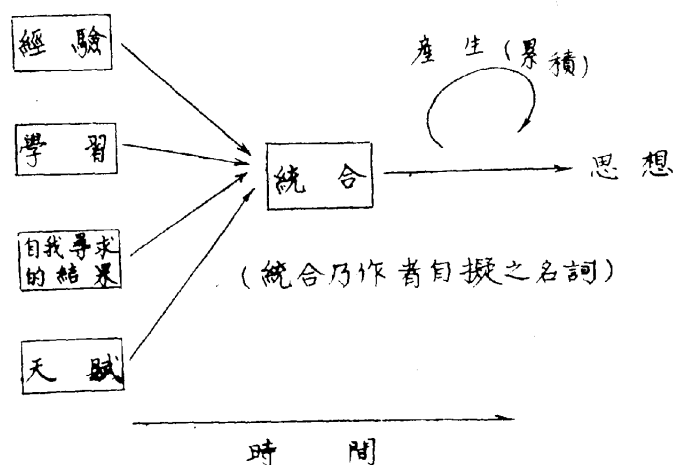 經驗
學習
自我尋求
的結果
天賦
統合
產生(累積)
思想
(統合乃作者自擬之名詞)
時間